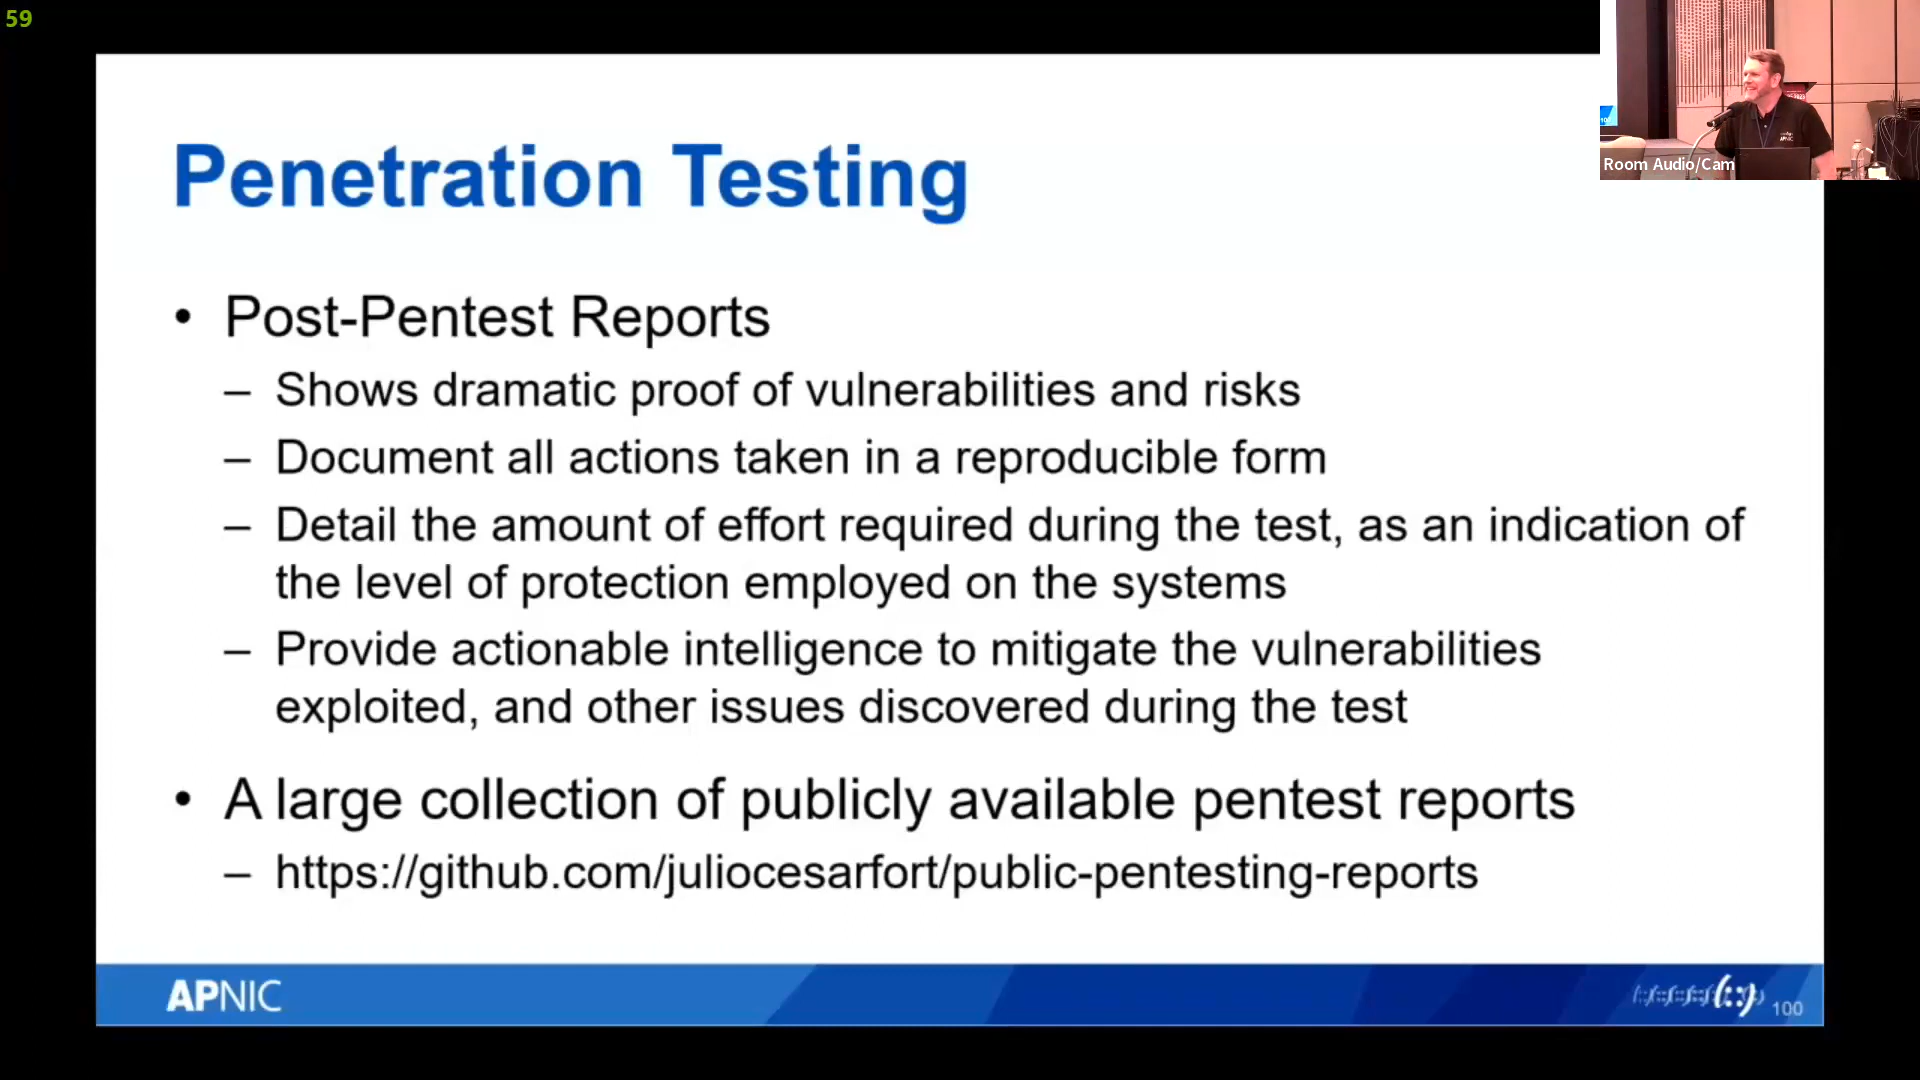 59
Room Audio/Cam
Penetration Testing
• Post-Pentest Reports
– Shows dramatic proof of vulnerabilities and risks
– Document all actions taken in a reproducible form
– Detail the amount of effort required during the test, as an indication of
the level of protection employed on the systems
– Provide actionable intelligence to mitigate the vulnerabilities
exploited, and other issues discovered during the test
• A large collection of publicly available pentest reports
– https://github.com/juliocesarfort/public-pentesting-reports
APNIC
100